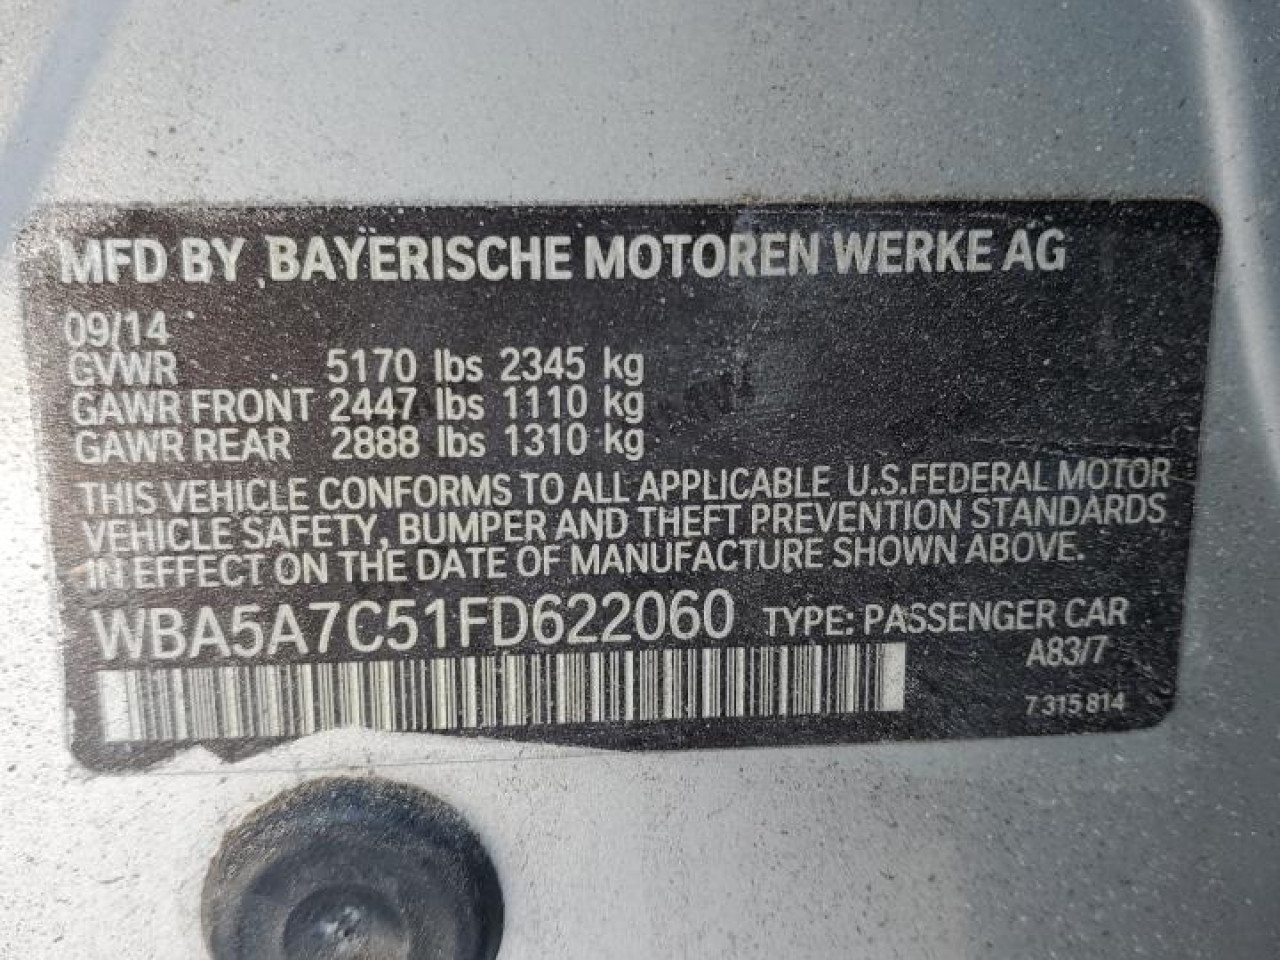 MFD BY BAYERISCHE MOTOREN WERKE AG
09/14
GVWR 5170 lbs 2345 kg
GAWR FRONT 2447 lbs 1110 kg
GAWR REAR 2888 lbs 1310 kg
THIS VEHICLE CONFORMS TO ALL APPLICABLE U.S.FEDERAL MOTOR
VEHICLE SAFETY, BUMPER AND THEFT PREVENTION STANDARDS
IN EFFECT ON THE DATE OF MANUFACTURE SHOWN ABOVE.
WBA5A7C51FD622060 TYPE: PASSENGER CAR
A83/7
7 315 814